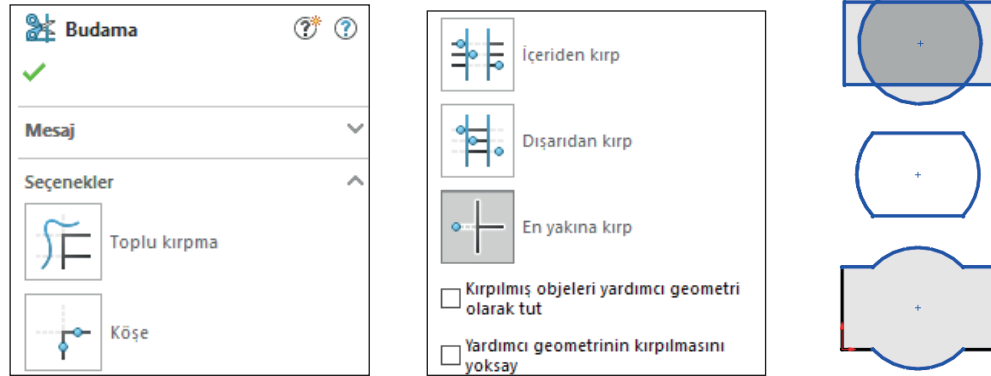 Budama
Mesaj
Seçenekler
Toplu kırpma
Köşe
İçeriden kırp
Dışarıdan kırp
En yakına kırp
Kırpılmış objeleri yardımcı geometri
olarak tut
Yardımcı geometrinin kırpılmasını
yoksay